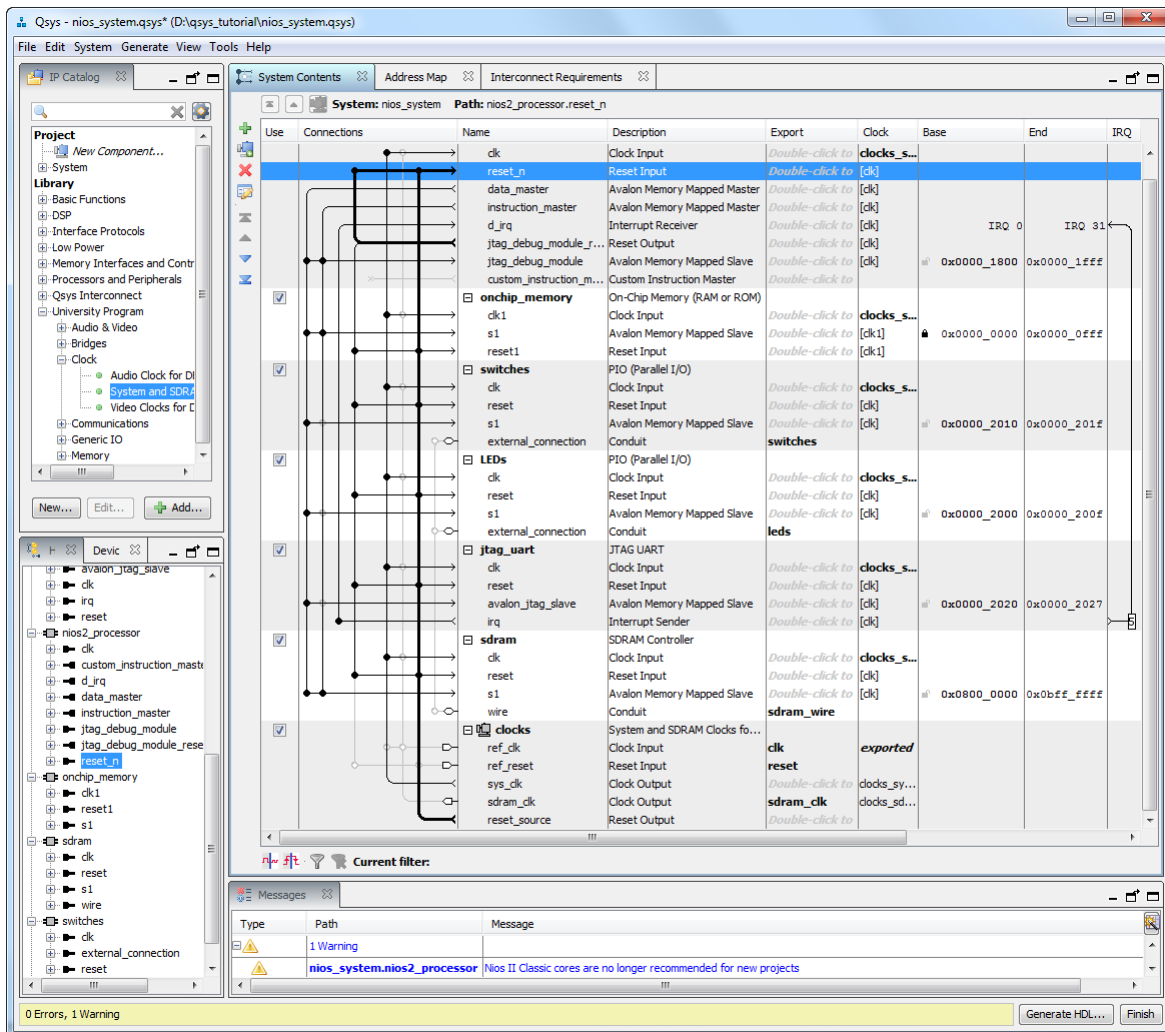 Qsys - nios_system.qsys* (D:\qsys_tutorial\nios_system.qsys)
File Edit System Generate View Tools Help
IP Catalog
Project
New Component...
System
Library
Basic Functions
DSP
Interface Protocols
Low Power
Memory Interfaces and Contr
Processors and Peripherals
Qsys Interconnect
University Program
Audio & Video
Bridges
Clock
Audio Clock for DI
System and SDRA
Video Clocks for D
Communications
Generic IO
Memory
New... Edit... Add...
H Devic
avalon_jtag_slave
clk
irq
reset
nios2_processor
clk
custom_instruction_maste
d_irq
data_master
instruction_master
jtag_debug_module
jtag_debug_module_rese
reset_n
onchip_memory
clk1
reset1
s1
sdram
clk
reset
s1
wire
switches
clk
external_connection
reset
System Contents Address Map Interconnect Requirements
System: nios_system Path: nios2_processor.reset_n
Use Connections Name Description Export Clock Base End IRQ
clk Clock Input Double-click to clocks_s...
reset_n Reset Input Double-click to [clk]
data_master Avalon Memory Mapped Master Double-click to [clk]
instruction_master Avalon Memory Mapped Master Double-click to [clk]
d_irq Interrupt Receiver Double-click to [clk] IRQ 0 IRQ 31
jtag_debug_module_r... Reset Output Double-click to [clk]
jtag_debug_module Avalon Memory Mapped Slave Double-click to [clk] 0x0000_1800 0x0000_1fff
custom_instruction_m... Custom Instruction Master Double-click to
onchip_memory On-Chip Memory (RAM or ROM)
clk1 Clock Input Double-click to clocks_s...
s1 Avalon Memory Mapped Slave Double-click to [clk1] 0x0000_0000 0x0000_0fff
reset1 Reset Input Double-click to [clk1]
switches PIO (Parallel I/O)
clk Clock Input Double-click to clocks_s...
reset Reset Input Double-click to [clk]
s1 Avalon Memory Mapped Slave Double-click to [clk] 0x0000_2010 0x0000_201f
external_connection Conduit switches
LEDs PIO (Parallel I/O)
clk Clock Input Double-click to clocks_s...
reset Reset Input Double-click to [clk]
s1 Avalon Memory Mapped Slave Double-click to [clk] 0x0000_2000 0x0000_200f
external_connection Conduit leds
jtag_uart JTAG UART
clk Clock Input Double-click to clocks_s...
reset Reset Input Double-click to [clk]
avalon_jtag_slave Avalon Memory Mapped Slave Double-click to [clk] 0x0000_2020 0x0000_2027
irq Interrupt Sender Double-click to [clk] 5
sdram SDRAM Controller
clk Clock Input Double-click to clocks_s...
reset Reset Input Double-click to [clk]
s1 Avalon Memory Mapped Slave Double-click to [clk] 0x0800_0000 0x0bff_ffff
wire Conduit sdram_wire
clocks System and SDRAM Clocks fo...
ref_clk Clock Input clk exported
ref_reset Reset Input reset
sys_clk Clock Output Double-click to clocks_sy...
sdram_clk Clock Output sdram_clk clocks_sd...
reset_source Reset Output Double-click to
Current filter:
Messages
Type Path Message
1 Warning
nios_system.nios2_processor Nios II Classic cores are no longer recommended for new projects
0 Errors, 1 Warning
Generate HDL... Finish